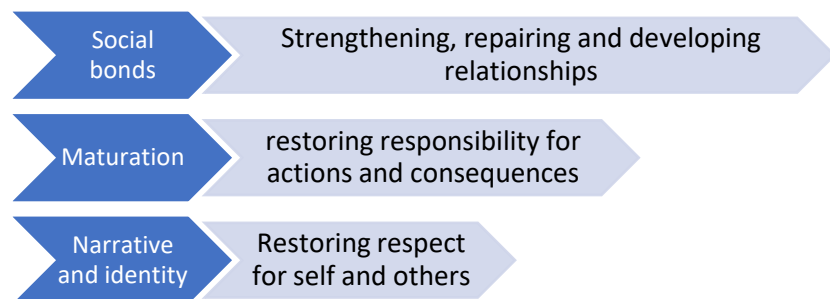 Social
bonds
Strengthening, repairing and developing
relationships
Maturation
restoring responsibility for
actions and consequences
Narrative
and identity
Restoring respect
for self and others